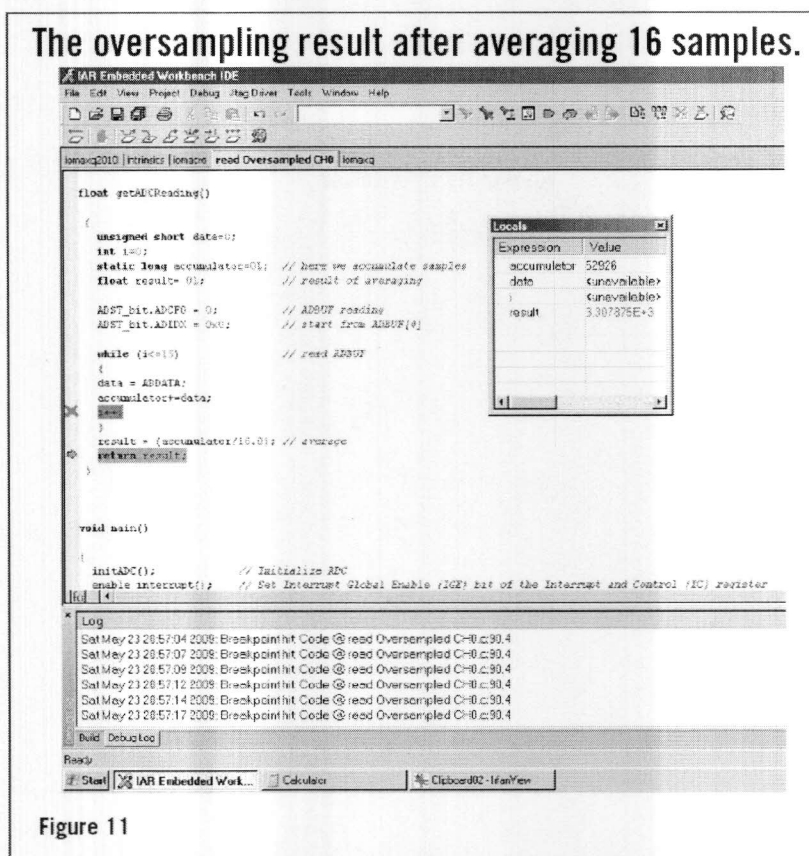 The oversampling result after averaging 16 samples.
IAR Embedded Workbench IDE
File Edit View Project Debug Jtag Driver Tools Window Help
iomaxq2010 intrinsics iomacro read Oversampled CH0 iomaxq
float getADCReading()
{
unsigned short data=0;
int i=0;
static long accumulator=0L; // here we accumulate samples
float result= 0L; // result of averaging
ADST_bit.ADCFG = 0; // ADBUF reading
ADST_bit.ADIDX = 0x0; // start from ADBUF[0]
while (i<=15) // read ADBUF
{
data = ADDATA;
accumulator+=data;
i++;
}
result = (accumulator/16.0); // average
return result;
}
void main()
{
initADC(); // Initialize ADC
enable interrupt(); // Set Interrupt Global Enable (IGE) bit of the Interrupt and Control (IC) register
Locals
Expression Value
accumulator 52926
data <unavailable>
i <unavailable>
result 3.307875E+3
Log
Sat May 23 20:57:04 2009: Breakpoint hit: Code @ read Oversampled CH0.c:90.4
Sat May 23 20:57:07 2009: Breakpoint hit: Code @ read Oversampled CH0.c:90.4
Sat May 23 20:57:09 2009: Breakpoint hit: Code @ read Oversampled CH0.c:90.4
Sat May 23 20:57:12 2009: Breakpoint hit: Code @ read Oversampled CH0.c:90.4
Sat May 23 20:57:14 2009: Breakpoint hit: Code @ read Oversampled CH0.c:90.4
Sat May 23 20:57:17 2009: Breakpoint hit: Code @ read Oversampled CH0.c:90.4
Build Debug Log
Ready
Start IAR Embedded Work... Calculator Clipboard02 - IrfanView
Figure 11